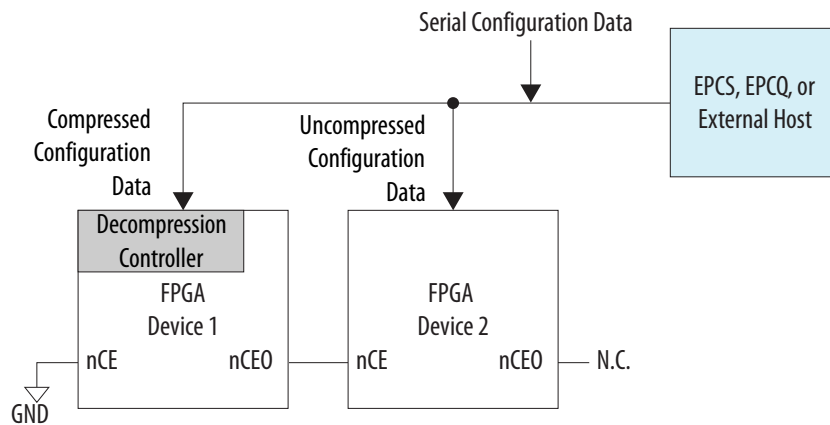 Serial Configuration Data
EPCS, EPCQ, or
External Host
Compressed
Configuration
Data
Uncompressed
Configuration
Data
Decompression
Controller
FPGA
Device 1
nCE
nCEO
FPGA
Device 2
nCE
nCEO
N.C.
GND